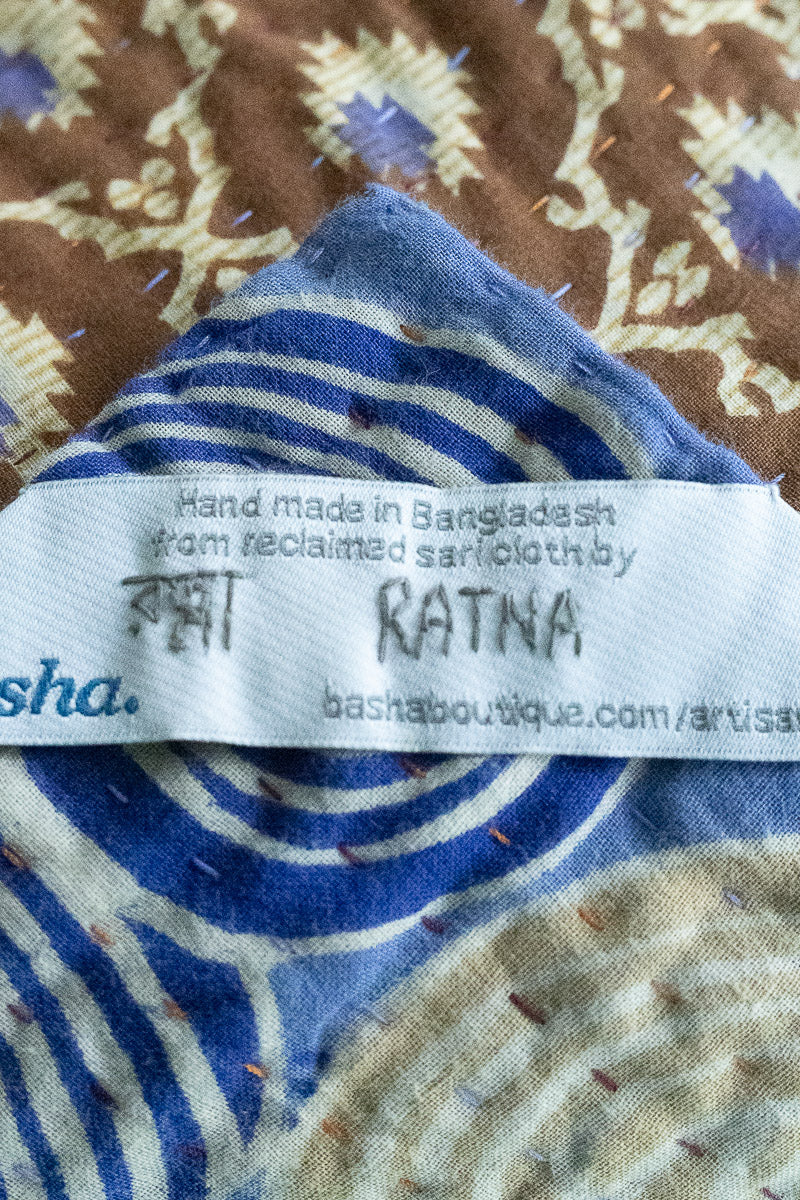 Hand made in Bangladesh
from reclaimed sari cloth by
রত্না RATNA
sha.
bashaboutique.com/artisa